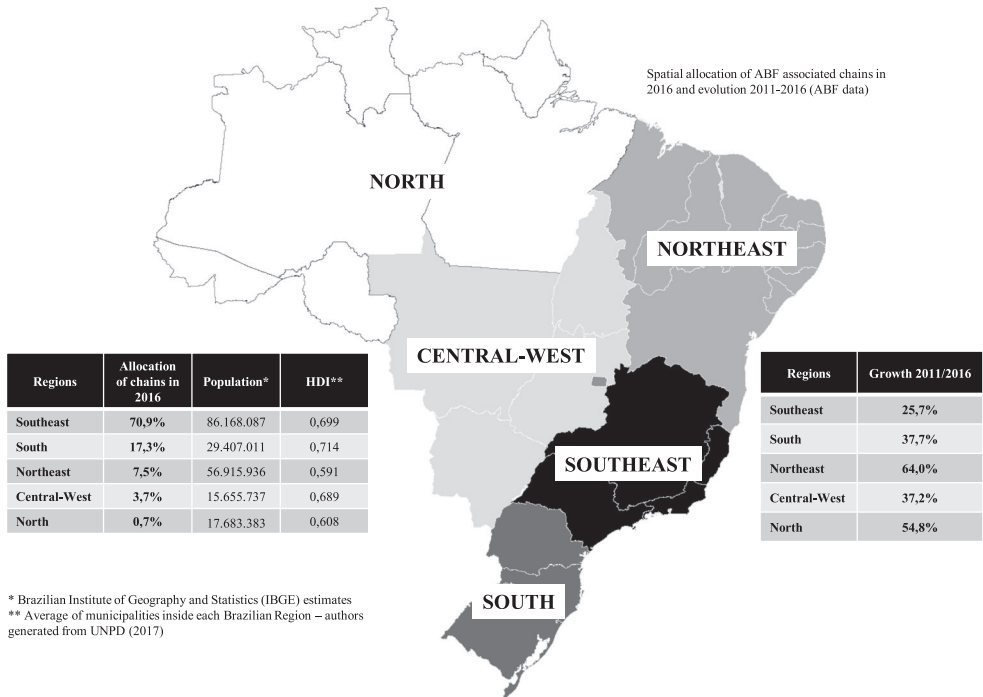 Spatial allocation of ABF associated chains in
2016 and evolution 2011-2016 (ABF data)
NORTH
NORTHEAST
CENTRAL-WEST
SOUTHEAST
SOUTH
Regions Allocation of chains in 2016 Population* HDI**
Southeast 70,9% 86.168.087 0,699
South 17,3% 29.407.011 0,714
Northeast 7,5% 56.915.936 0,591
Central-West 3,7% 15.655.737 0,689
North 0,7% 17.683.383 0,608
Regions Growth 2011/2016
Southeast 25,7%
South 37,7%
Northeast 64,0%
Central-West 37,2%
North 54,8%
* Brazilian Institute of Geography and Statistics (IBGE) estimates
** Average of municipalities inside each Brazilian Region – authors
generated from UNPD (2017)